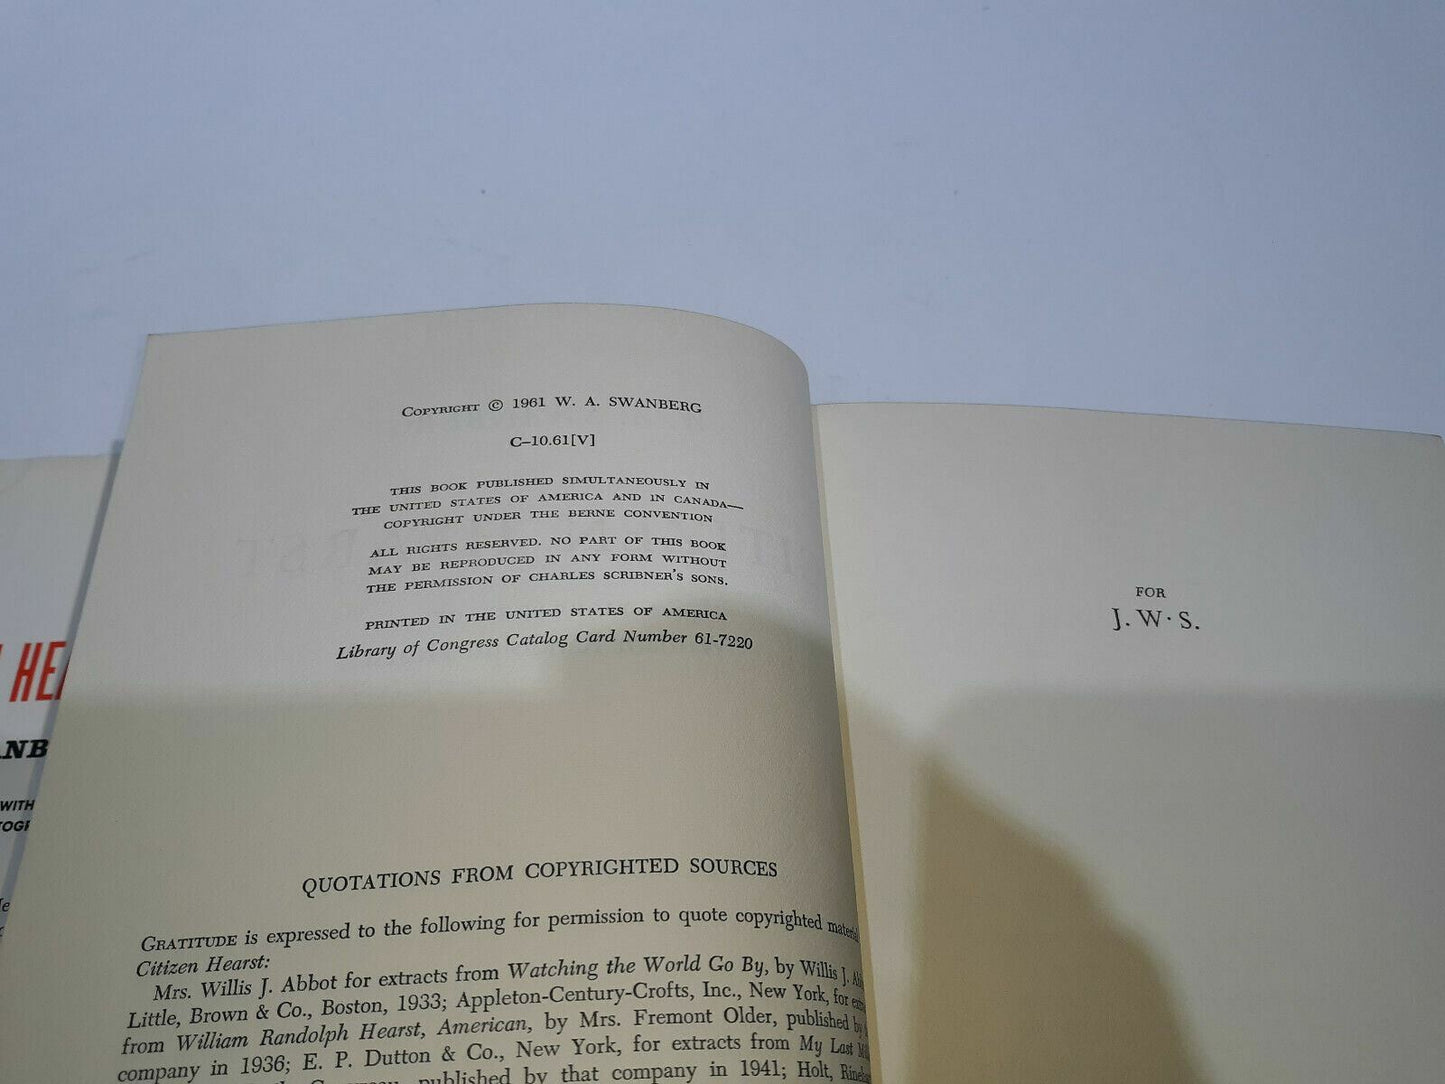 COPYRIGHT © 1961 W. A. SWANBERG
C–10.61[V]
THIS BOOK PUBLISHED SIMULTANEOUSLY IN
THE UNITED STATES OF AMERICA AND IN CANADA—
COPYRIGHT UNDER THE BERNE CONVENTION
ALL RIGHTS RESERVED. NO PART OF THIS BOOK
MAY BE REPRODUCED IN ANY FORM WITHOUT
THE PERMISSION OF CHARLES SCRIBNER'S SONS.
PRINTED IN THE UNITED STATES OF AMERICA
Library of Congress Catalog Card Number 61-7220
QUOTATIONS FROM COPYRIGHTED SOURCES
GRATITUDE is expressed to the following for permission to quote copyrighted material
Citizen Hearst:
Mrs. Willis J. Abbot for extracts from Watching the World Go By, by Willis J.
Little, Brown & Co., Boston, 1933; Appleton-Century-Crofts, Inc., New York, for
from William Randolph Hearst, American, by Mrs. Fremont Older, published by
company in 1936; E. P. Dutton & Co., New York, for extracts from My Last
published by that company in 1941; Holt,
FOR
J. W. S.
HE
ANB
WITH